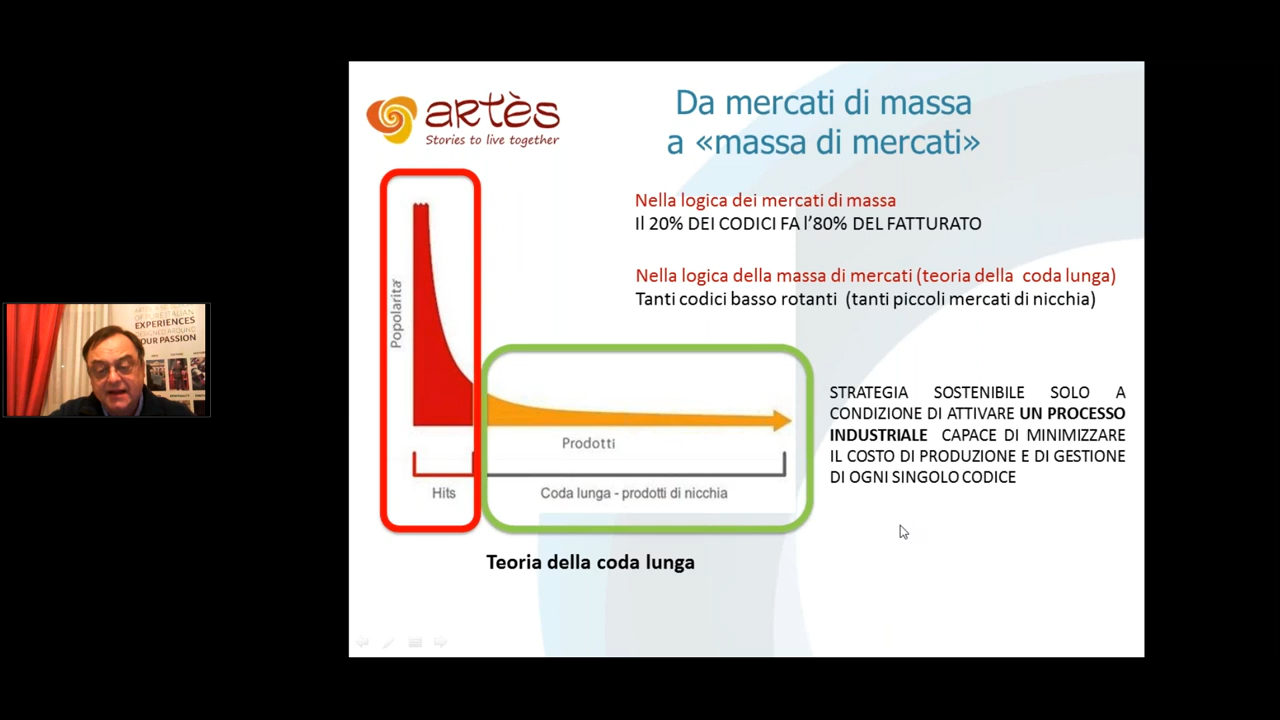 artès
Stories to live together
Da mercati di massa
a «massa di mercati»
Nella logica dei mercati di massa
Il 20% DEI CODICI FA l’80% DEL FATTURATO
Nella logica della massa di mercati (teoria della coda lunga)
Tanti codici basso rotanti (tanti piccoli mercati di nicchia)
Popolarità
Prodotti
Hits
Coda lunga - prodotti di nicchia
STRATEGIA SOSTENIBILE SOLO A
CONDIZIONE DI ATTIVARE UN PROCESSO
INDUSTRIALE CAPACE DI MINIMIZZARE
IL COSTO DI PRODUZIONE E DI GESTIONE
DI OGNI SINGOLO CODICE
Teoria della coda lunga
EXPERIENCES
YOUR PASSION